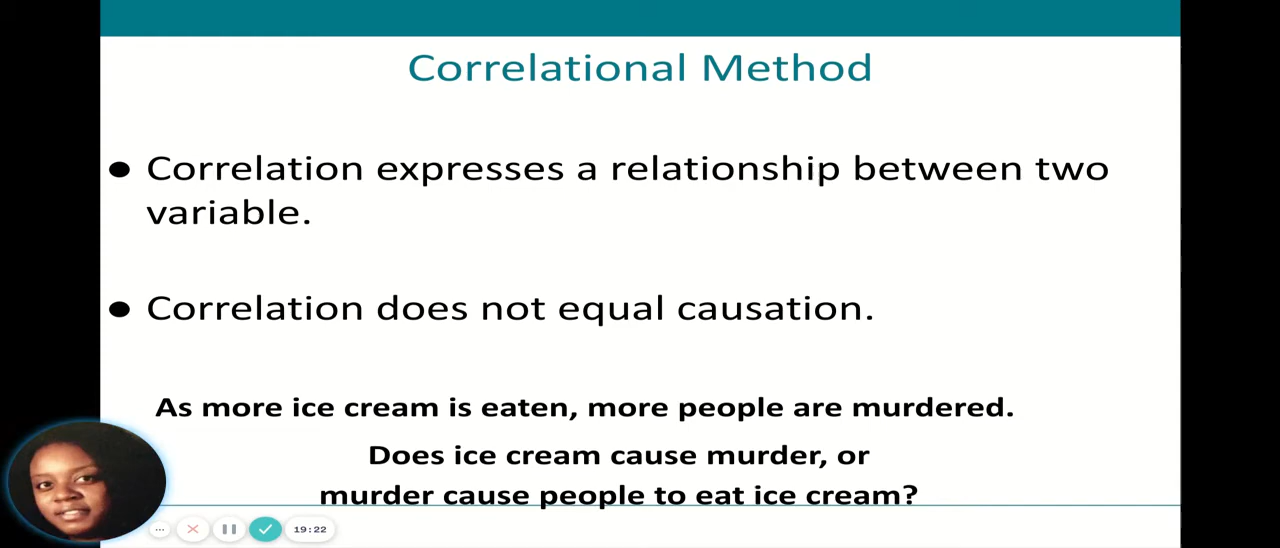 Correlational Method
● Correlation expresses a relationship between two
variable.
● Correlation does not equal causation.
As more ice cream is eaten, more people are murdered.
Does ice cream cause murder, or
murder cause people to eat ice cream?
19:22